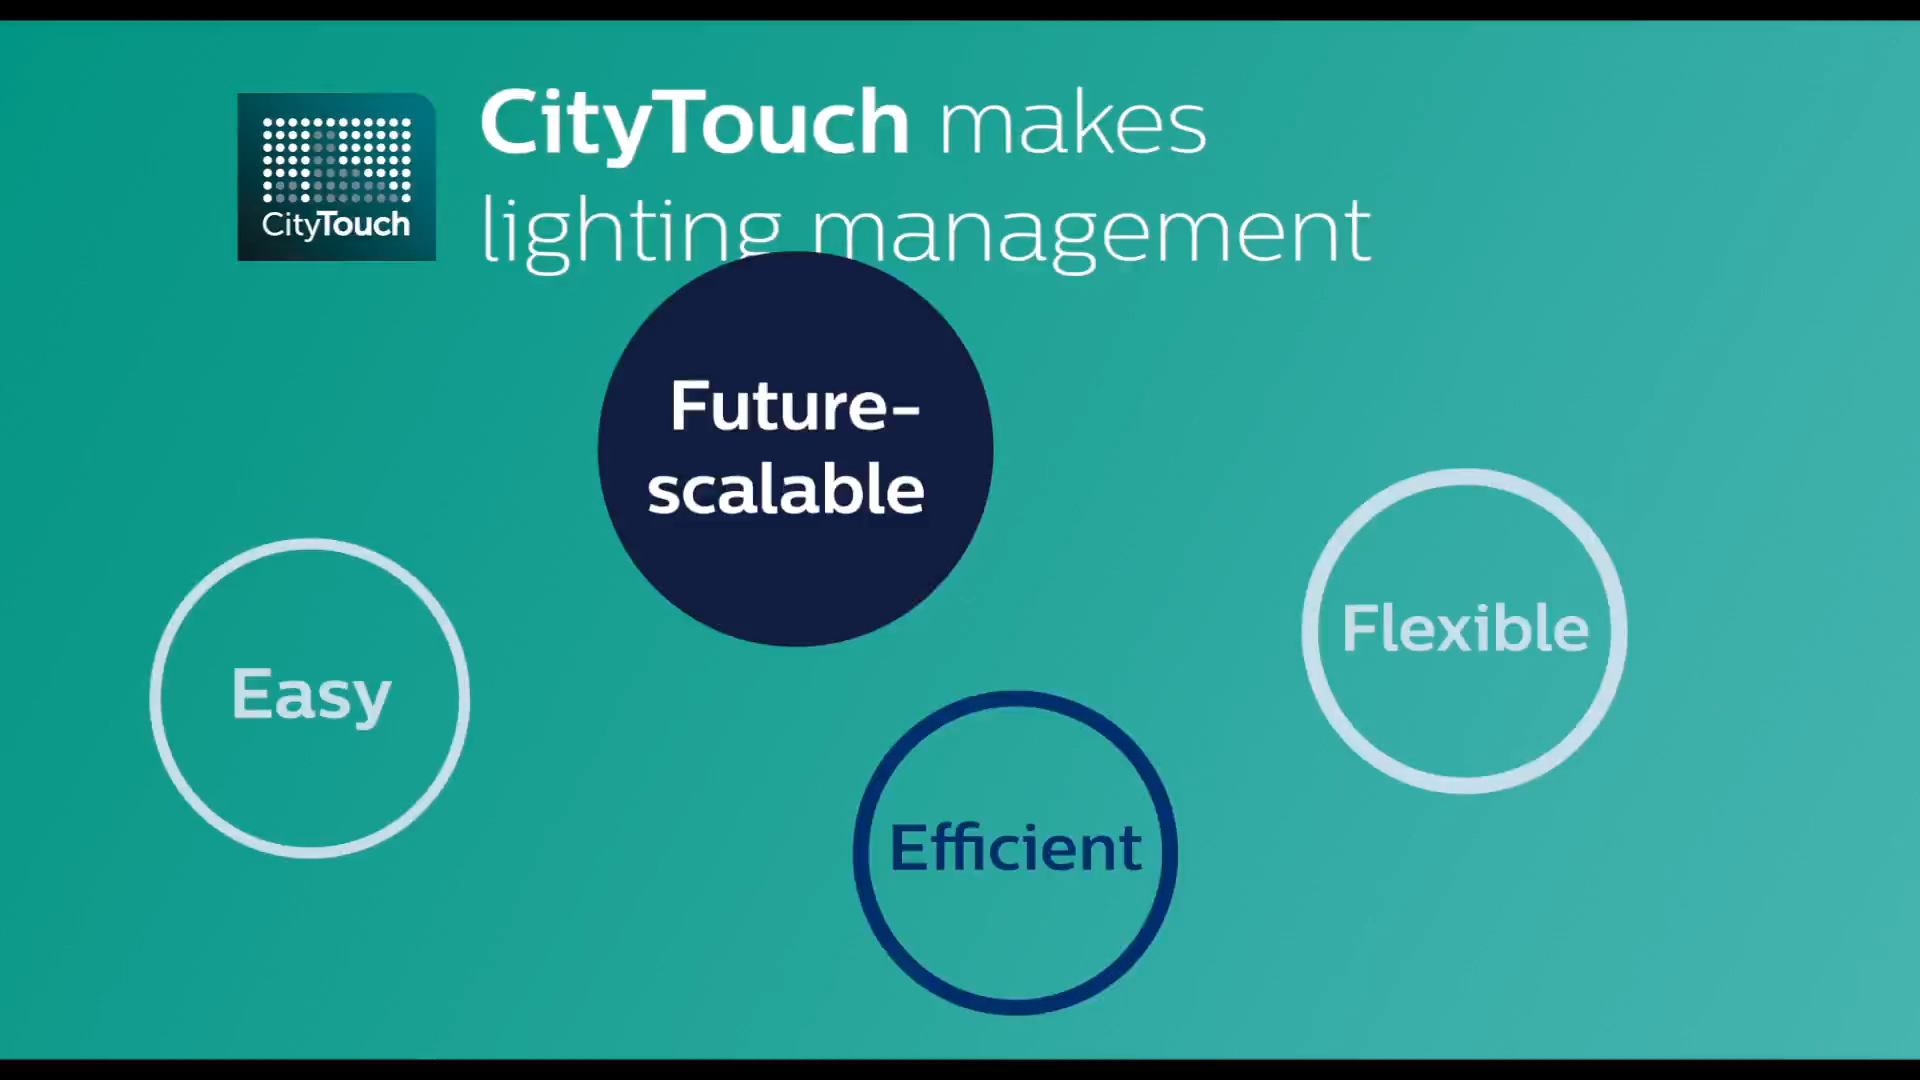 CityTouch
CityTouch makes
lighting management
Future-
scalable
Easy
Flexible
Efficient